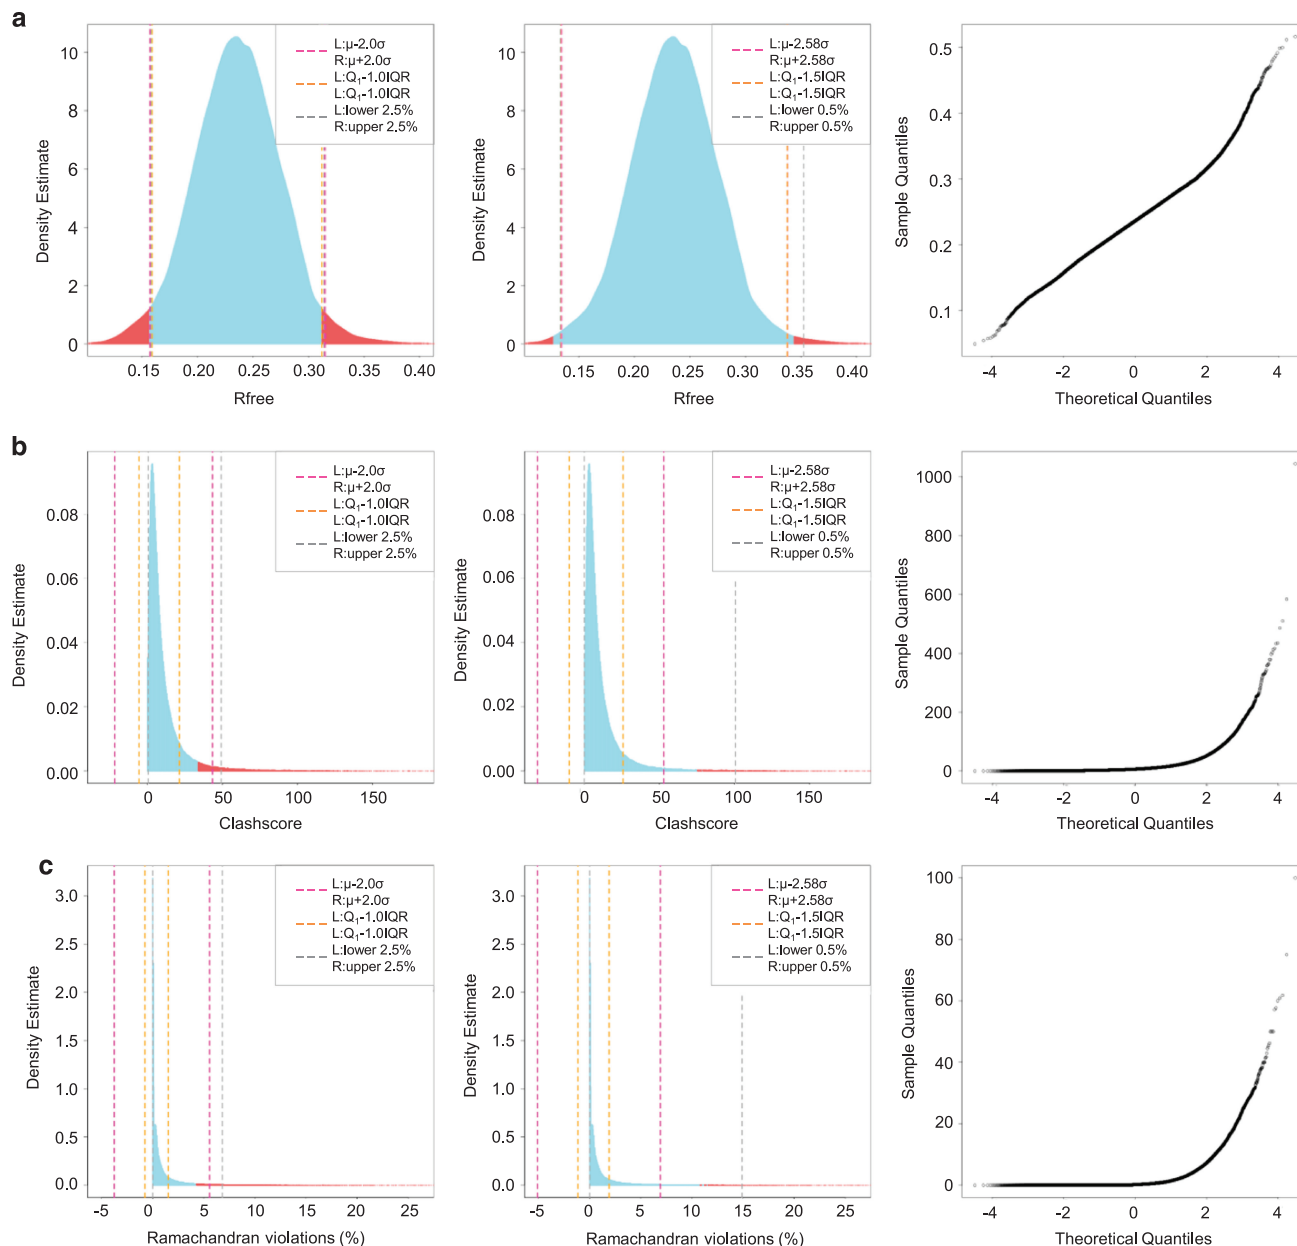 a
Density Estimate
10
8
6
4
2
0
L:μ-2.0σ
R:μ+2.0σ
L:Q₁-1.0IQR
L:Q₁-1.0IQR
L:lower 2.5%
R:upper 2.5%
0.15 0.20 0.25 0.30 0.35 0.40
Rfree
Density Estimate
10
8
6
4
2
0
L:μ-2.58σ
R:μ+2.58σ
L:Q₁-1.5IQR
L:Q₁-1.5IQR
L:lower 0.5%
R:upper 0.5%
0.15 0.20 0.25 0.30 0.35 0.40
Rfree
Sample Quantiles
0.5
0.4
0.3
0.2
0.1
-4 -2 0 2 4
Theoretical Quantiles
b
Density Estimate
0.08
0.06
0.04
0.02
0.00
L:μ-2.0σ
R:μ+2.0σ
L:Q₁-1.0IQR
L:Q₁-1.0IQR
L:lower 2.5%
R:upper 2.5%
0 50 100 150
Clashscore
Density Estimate
0.08
0.06
0.04
0.02
0.00
L:μ-2.58σ
R:μ+2.58σ
L:Q₁-1.5IQR
L:Q₁-1.5IQR
L:lower 0.5%
R:upper 0.5%
0 50 100 150
Clashscore
Sample Quantiles
1000
800
600
400
200
0
-4 -2 0 2 4
Theoretical Quantiles
c
Density Estimate
3.0
2.5
2.0
1.5
1.0
0.5
0.0
L:μ-2.0σ
R:μ+2.0σ
L:Q₁-1.0IQR
L:Q₁-1.0IQR
L:lower 2.5%
R:upper 2.5%
-5 0 5 10 15 20 25
Ramachandran violations (%)
Density Estimate
3.0
2.5
2.0
1.5
1.0
0.5
0.0
L:μ-2.58σ
R:μ+2.58σ
L:Q₁-1.5IQR
L:Q₁-1.5IQR
L:lower 0.5%
R:upper 0.5%
-5 0 5 10 15 20 25
Ramachandran violations (%)
Sample Quantiles
100
80
60
40
20
0
-4 -2 0 2 4
Theoretical Quantiles